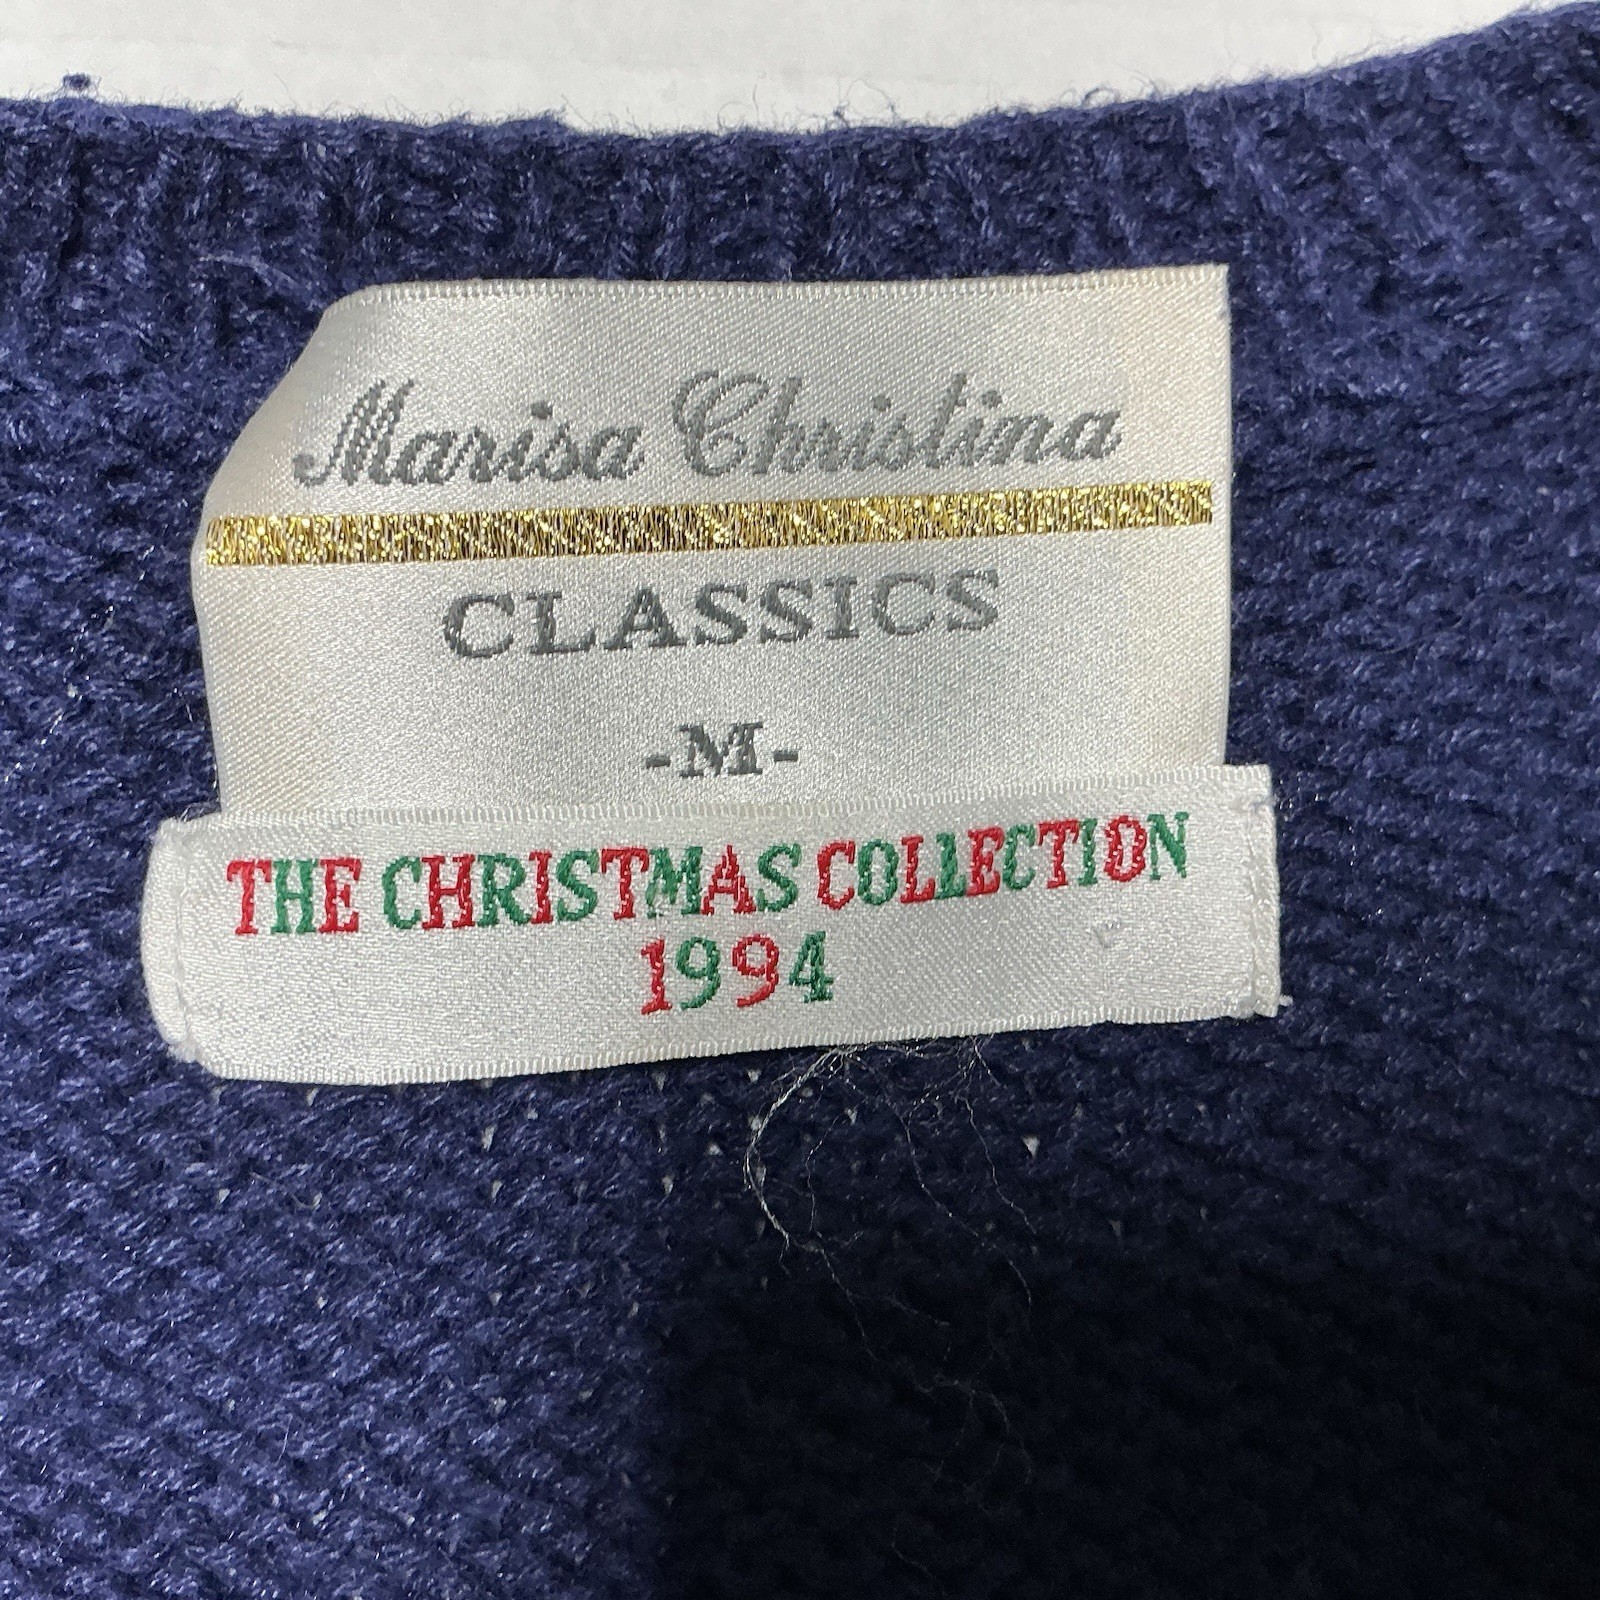 Marisa Christina
CLASSICS
-M-
THE CHRISTMAS COLLECTION
1994